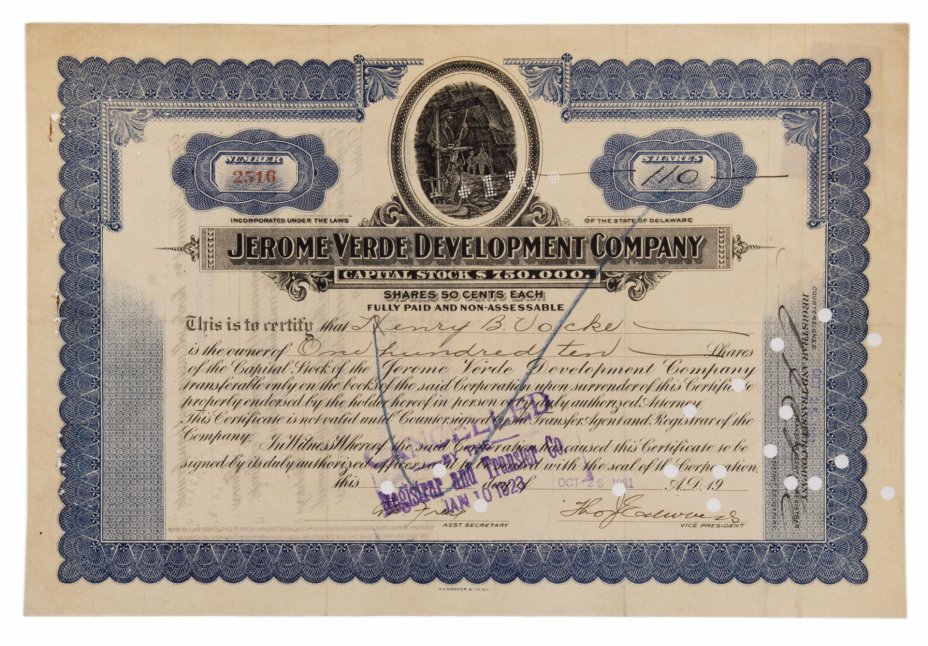 NUMBER
2516
SHARES
110
INCORPORATED UNDER THE LAWS
OF THE STATE OF DELAWARE
JEROME VERDE DEVELOPMENT COMPANY
CAPITAL STOCK $750,000.
SHARES 50 CENTS EACH
FULLY PAID AND NON-ASSESSABLE
This is to certify that Henry B. Vocke
is the owner of One hundred ten Shares
of the Capital Stock of the Jerome Verde Development Company
transferable only on the books of the said Corporation upon surrender of this Certificate
properly endorsed by the holder hereof in person or by duly authorized Attorney.
This Certificate is not valid until Countersigned by the Transfer Agent and Registrar of the
Company. In Witness Whereof the said Corporation has caused this Certificate to be
signed by its duly authorized officers and to be sealed with the seal of the Corporation,
this day of OCT 25 1921 A.D. 19
CANCELLED
BY THE
Registrar and Transfer Co.
JAN 10 1923
ASST. SECRETARY
VICE PRESIDENT
COUNTERSIGNED
REGISTRAR AND TRANSFER COMPANY
REGISTRAR